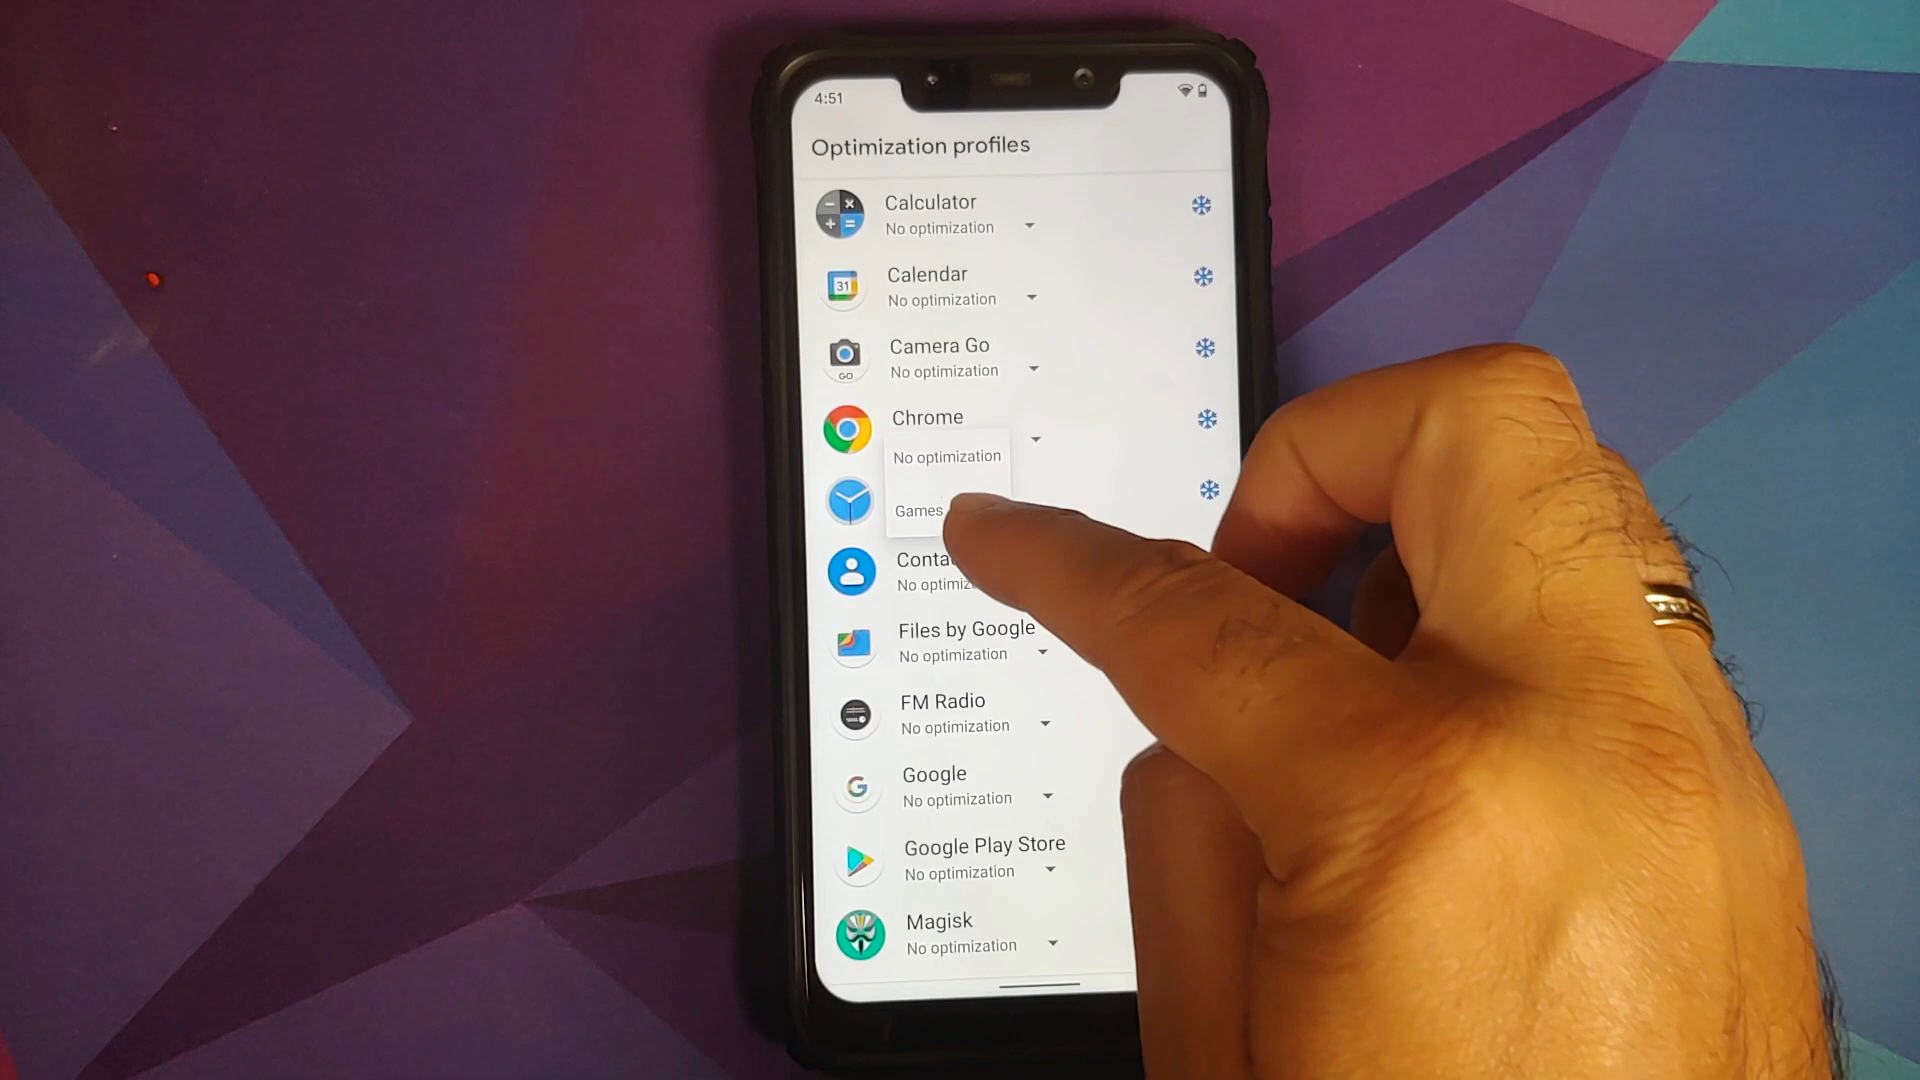 4:51
Optimization profiles
Calculator
No optimization
31
Calendar
No optimization
GO
Camera Go
No optimization
Chrome
No optimization
Games
No optimization
Files by Google
No optimization
FM Radio
No optimization
Google
No optimization
Google Play Store
No optimization
Magisk
No optimization